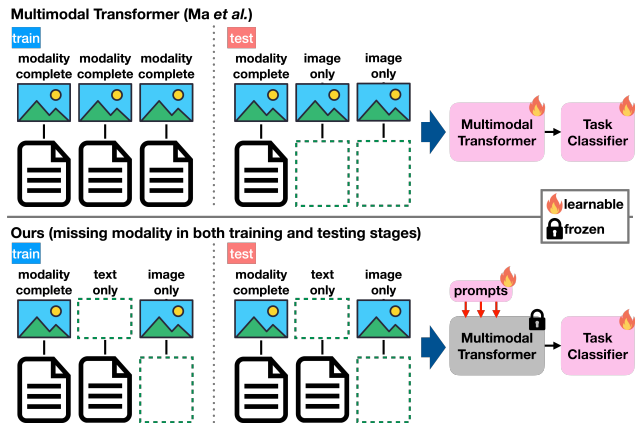 Multimodal Transformer (Ma et al.)
train
test
modality complete
modality complete
modality complete
modality complete
image only
image only
Multimodal Transformer
Task Classifier
learnable
frozen
Ours (missing modality in both training and testing stages)
train
test
modality complete
text only
image only
modality complete
text only
image only
prompts
Multimodal Transformer
Task Classifier